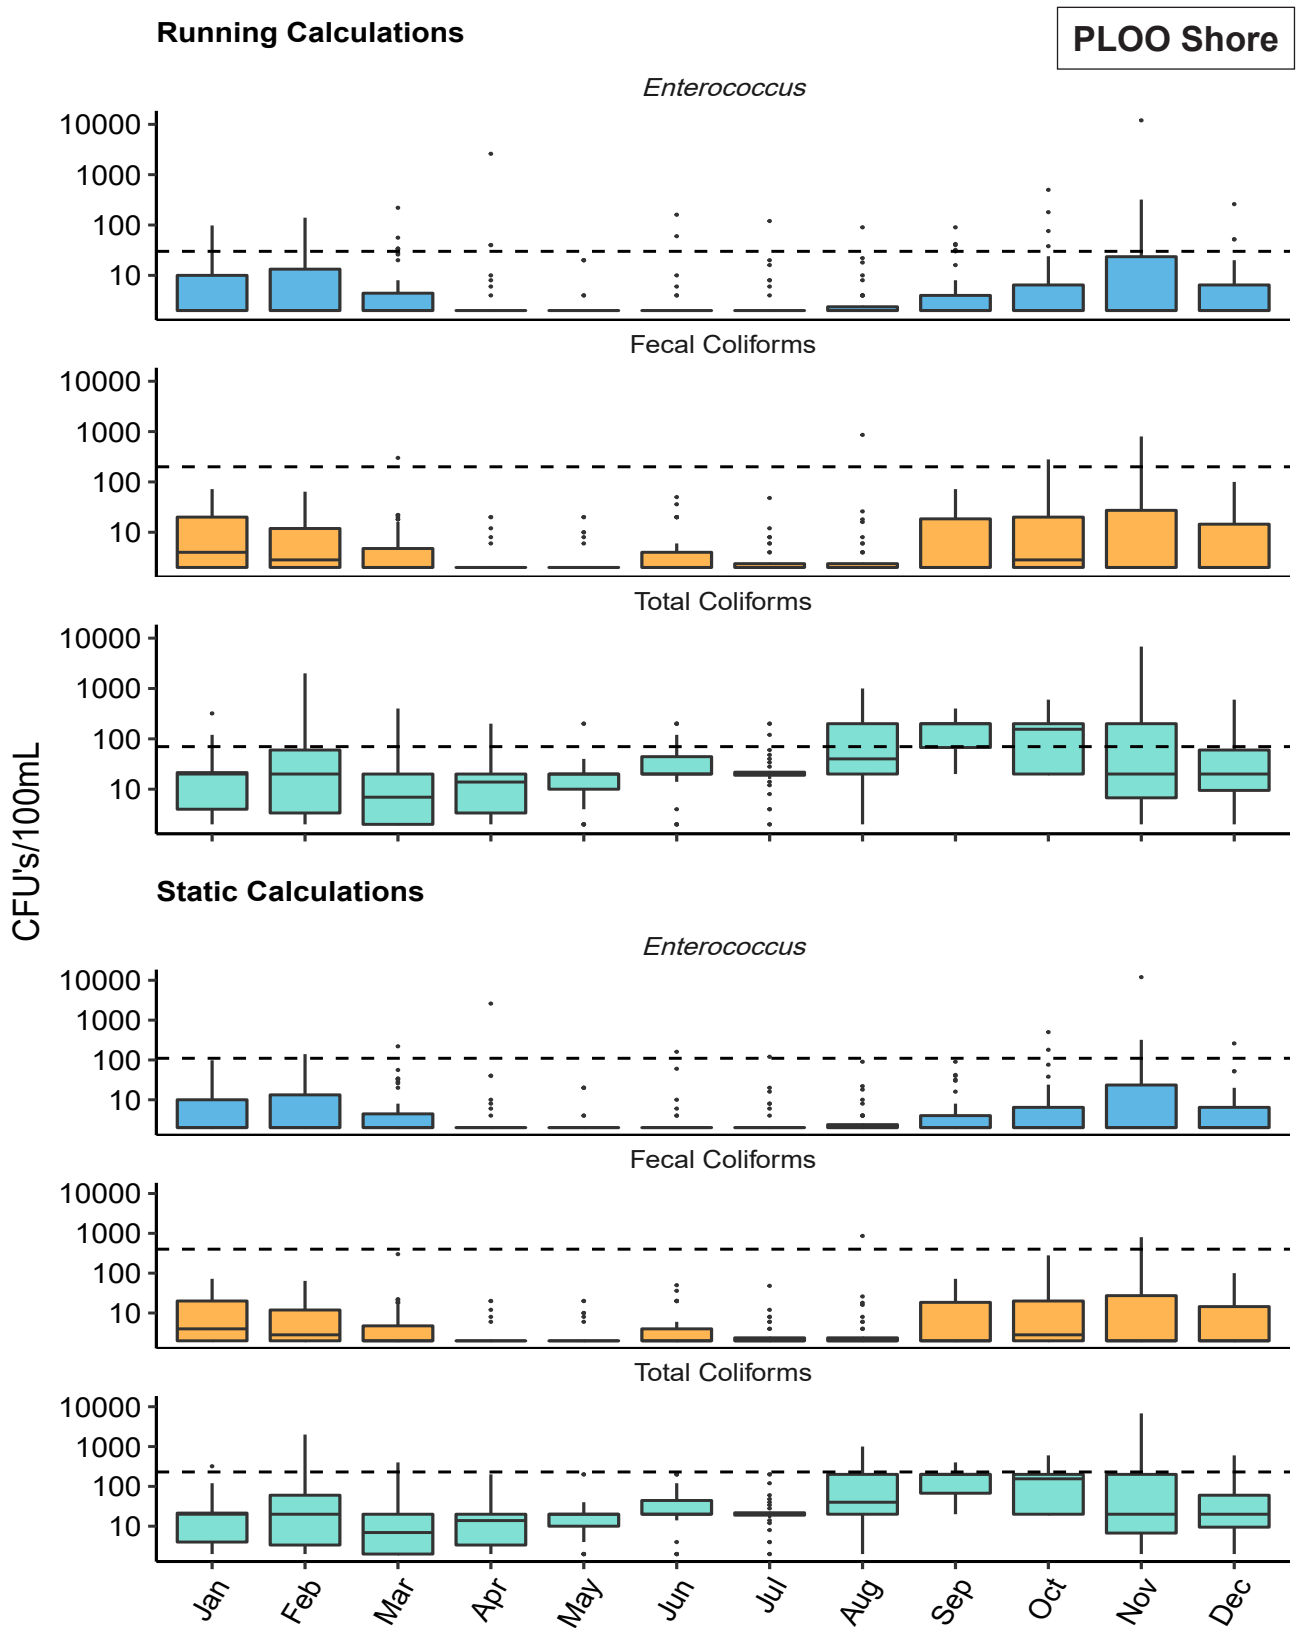 Running Calculations
PLOO Shore
Enterococcus
10000
1000
100
10
Fecal Coliforms
10000
1000
100
10
Total Coliforms
10000
1000
100
10
CFU's/100mL
Static Calculations
Enterococcus
10000
1000
100
10
Fecal Coliforms
10000
1000
100
10
Total Coliforms
10000
1000
100
10
Jan Feb Mar Apr May Jun Jul Aug Sep Oct Nov Dec